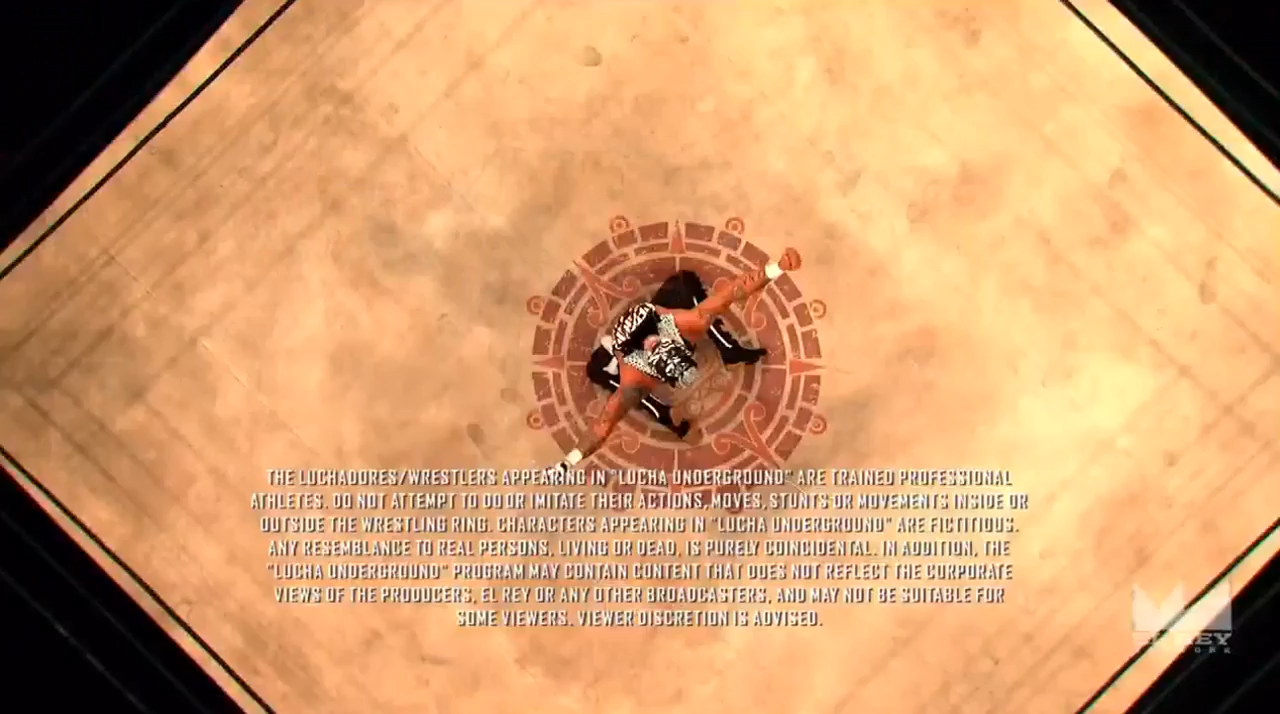 THE LUCHADORES/WRESTLERS APPEARING IN "LUCHA UNDERGROUND" ARE TRAINED PROFESSIONAL
ATHLETES. DO NOT ATTEMPT TO DO OR IMITATE THEIR ACTIONS, MOVES, STUNTS OR MOVEMENTS INSIDE OR
OUTSIDE THE WRESTLING RING. CHARACTERS APPEARING IN "LUCHA UNDERGROUND" ARE FICTITIOUS.
ANY RESEMBLANCE TO REAL PERSONS, LIVING OR DEAD, IS PURELY COINCIDENTAL. IN ADDITION, THE
"LUCHA UNDERGROUND" PROGRAM MAY CONTAIN CONTENT THAT DOES NOT REFLECT THE CORPORATE
VIEWS OF THE PRODUCERS, EL REY OR ANY OTHER BROADCASTERS, AND MAY NOT BE SUITABLE FOR
SOME VIEWERS. VIEWER DISCRETION IS ADVISED.
EL REY